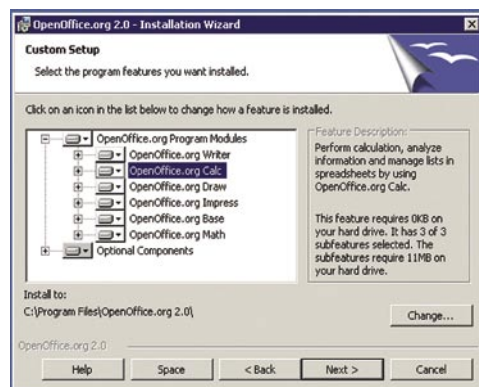 OpenOffice.org 2.0 - Installation Wizard
Custom Setup
Select the program features you want installed.
Click on an icon in the list below to change how a feature is installed.
OpenOffice.org Program Modules
OpenOffice.org Writer
OpenOffice.org Calc
OpenOffice.org Draw
OpenOffice.org Impress
OpenOffice.org Base
OpenOffice.org Math
Optional Components
Feature Description:
Perform calculation, analyze
information and manage lists in
spreadsheets by using
OpenOffice.org Calc.
This feature requires 0KB on
your hard drive. It has 3 of 3
subfeatures selected. The
subfeatures require 11MB on
your hard drive.
Install to:
C:\Program Files\OpenOffice.org 2.0\
Change...
OpenOffice.org 2.0
Help
Space
< Back
Next >
Cancel